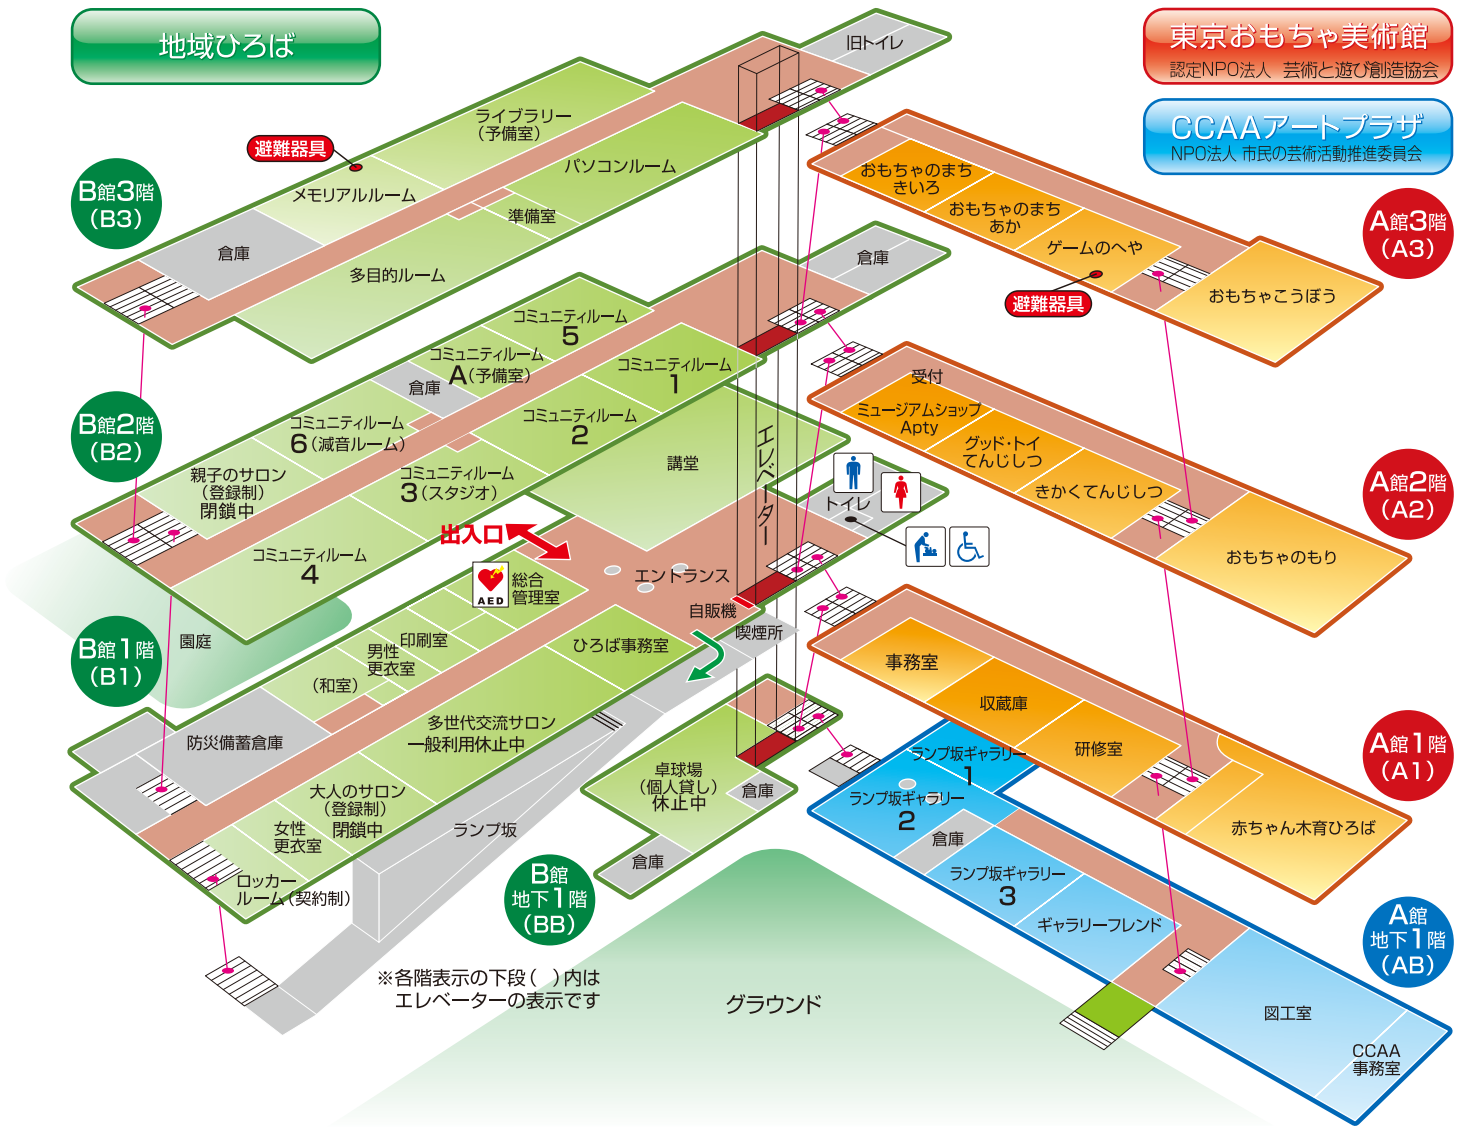 地域ひろば
東京おもちゃ美術館
認定NPO法人 芸術と遊び創造協会
CCAAアートプラザ
NPO法人 市民の芸術活動推進委員会
B館3階
(B3)
旧トイレ
ライブラリー
(予備室)
避難器具
パソコンルーム
メモリアルルーム
準備室
倉庫
多目的ルーム
A館3階
(A3)
おもちゃのまち
きいろ
おもちゃのまち
あか
ゲームのへや
避難器具
おもちゃこうぼう
B館2階
(B2)
倉庫
コミュニティルーム
5
コミュニティルーム
A(予備室)
倉庫
コミュニティルーム
1
コミュニティルーム
2
コミュニティルーム
6(減音ルーム)
コミュニティルーム
3(スタジオ)
親子のサロン
(登録制)
閉鎖中
コミュニティルーム
4
講堂
エレベーター
A館2階
(A2)
受付
ミュージアムショップ
Apty
グッド・トイ
てんじしつ
きかくてんじしつ
おもちゃのもり
B館1階
(B1)
園庭
出入口
トイレ
エントランス
AED
総合
管理室
自販機
喫煙所
印刷室
男性
更衣室
(和室)
ひろば事務室
防災備蓄倉庫
多世代交流サロン
一般利用休止中
大人のサロン
(登録制)
閉鎖中
女性
更衣室
ロッカー
ルーム(契約制)
ランプ坂
A館1階
(A1)
事務室
収蔵庫
研修室
赤ちゃん木育ひろば
B館
地下1階
(BB)
卓球場
(個人貸し)
休止中
倉庫
倉庫
A館
地下1階
(AB)
ランプ坂ギャラリー
1
ランプ坂ギャラリー
2
倉庫
ランプ坂ギャラリー
3
ギャラリーフレンド
図工室
CCAA
事務室
※各階表示の下段( )内は
エレベーターの表示です
グラウンド